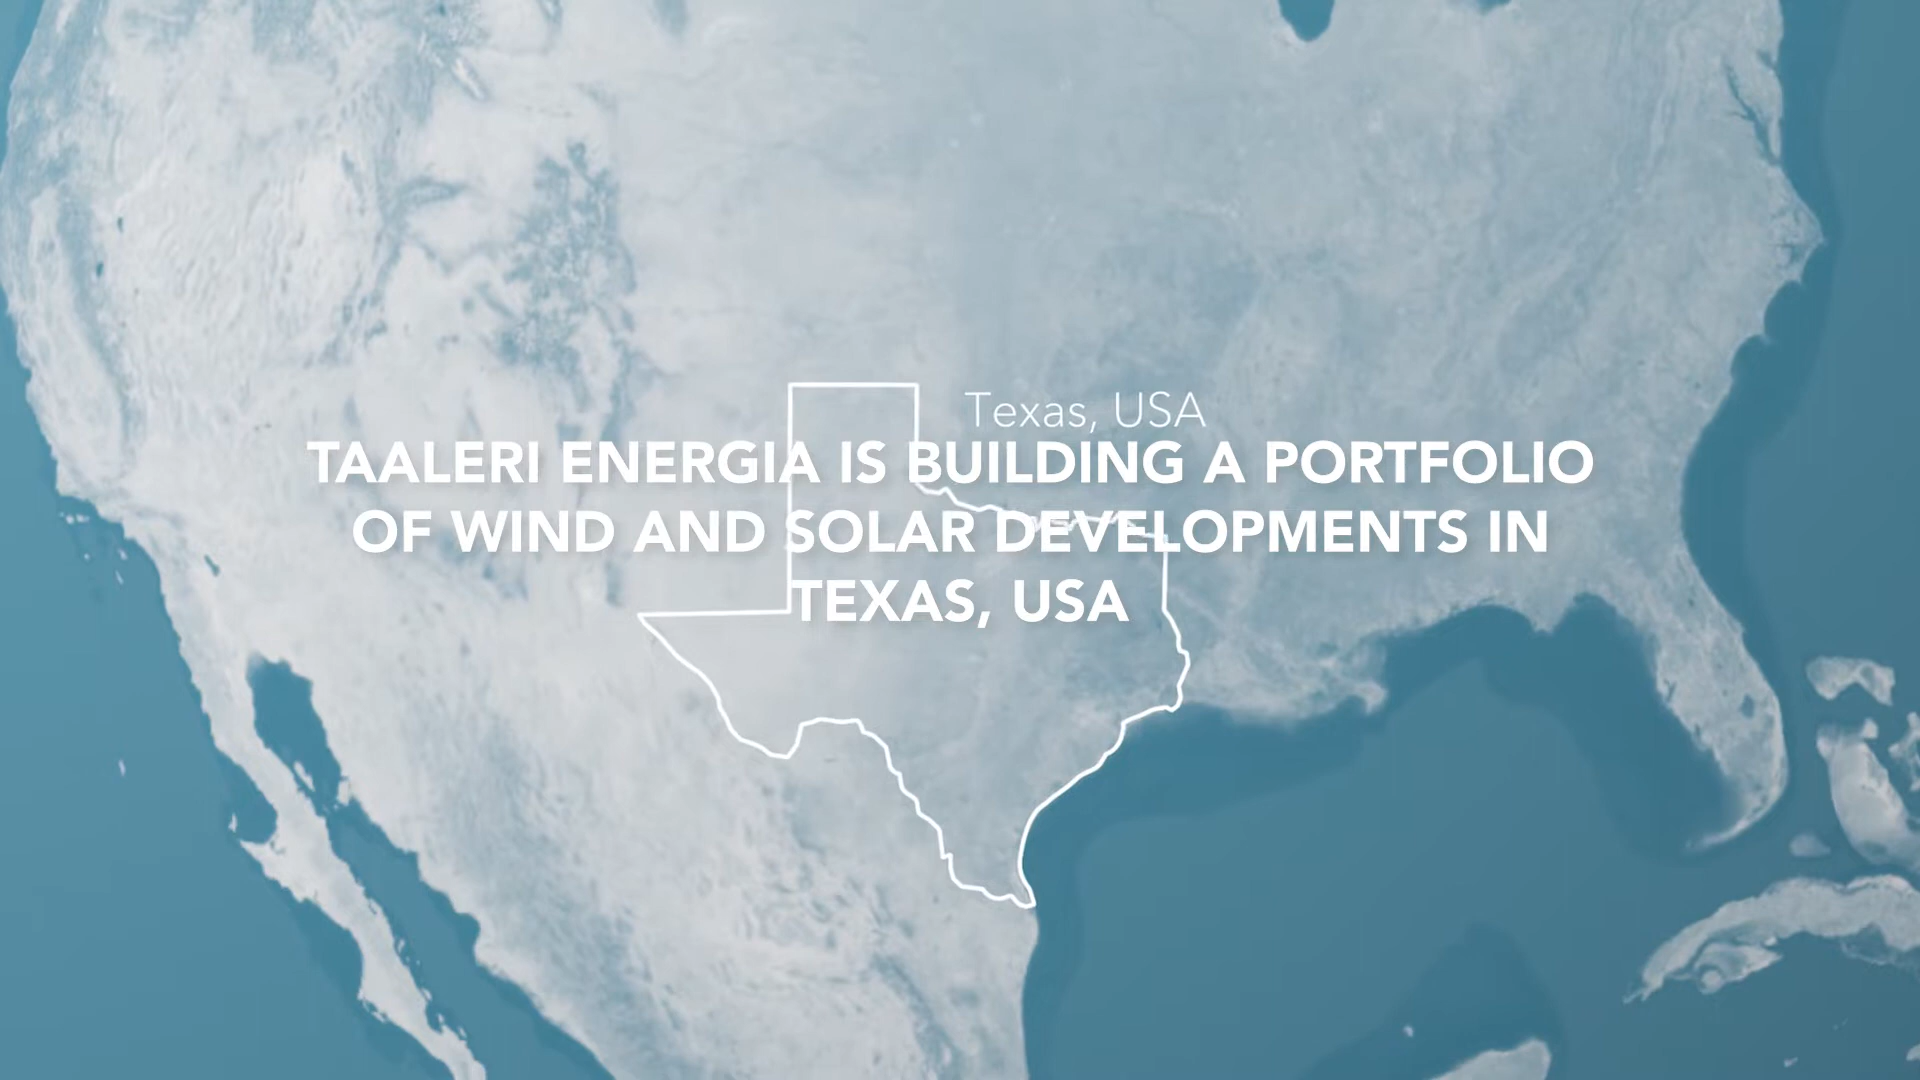 Texas, USA
TAALERI ENERGIA IS BUILDING A PORTFOLIO
OF WIND AND SOLAR DEVELOPMENTS IN
TEXAS, USA